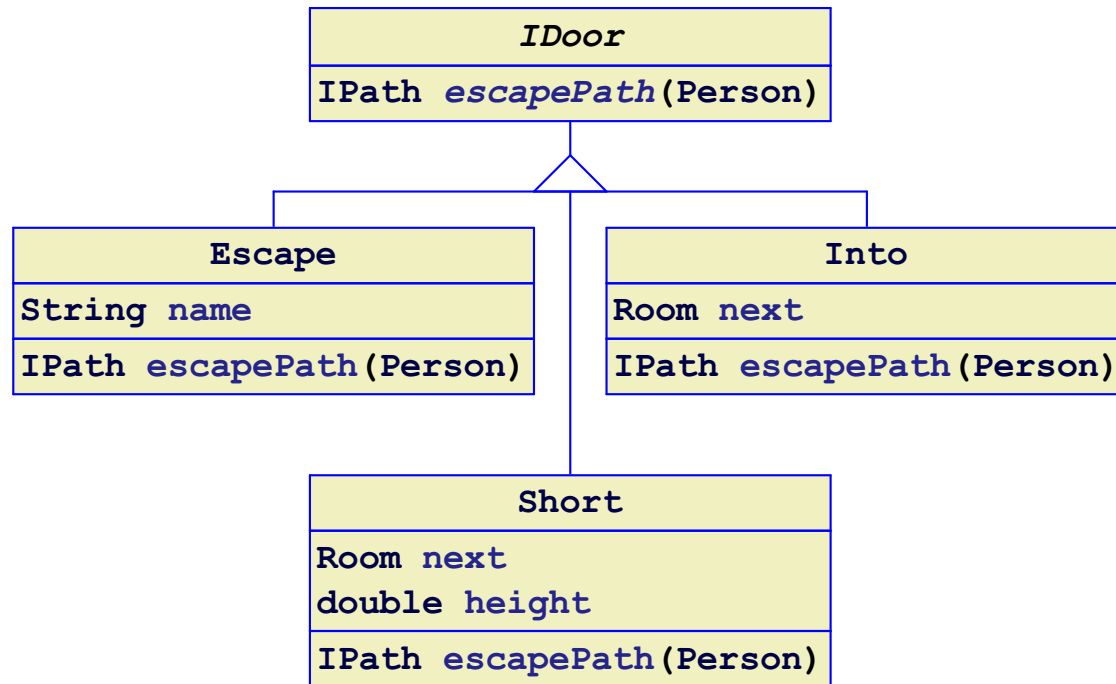 IDoor
IPath escapePath(Person)
Escape
String name
IPath escapePath(Person)
Into
Room next
IPath escapePath(Person)
Short
Room next
double height
IPath escapePath(Person)